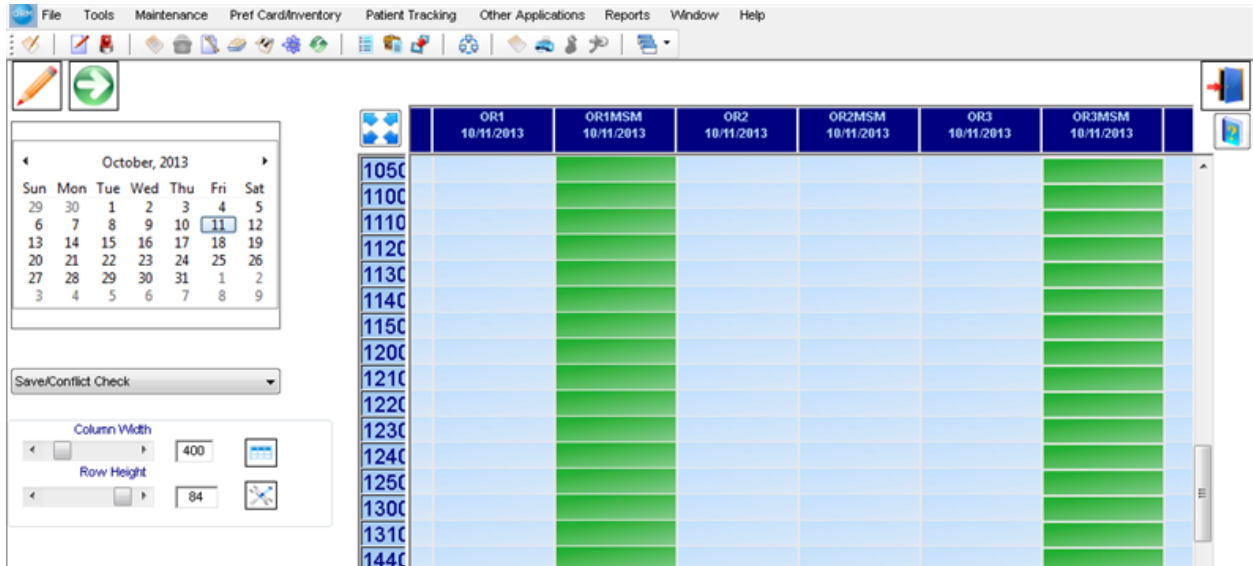 ORM File Tools Maintenance Pref Card/Inventory Patient Tracking Other Applications Reports Window Help
OR1 OR1MSM OR2 OR2MSM OR3 OR3MSM
10/11/2013 10/11/2013 10/11/2013 10/11/2013 10/11/2013 10/11/2013
October, 2013
Sun Mon Tue Wed Thu Fri Sat
29 30 1 2 3 4 5
6 7 8 9 10 11 12
13 14 15 16 17 18 19
20 21 22 23 24 25 26
27 28 29 30 31 1 2
3 4 5 6 7 8 9
Save/Conflict Check
Column Width
400
Row Height
84
1050
1100
1110
1120
1130
1140
1150
1200
1210
1220
1230
1240
1250
1300
1310
1440